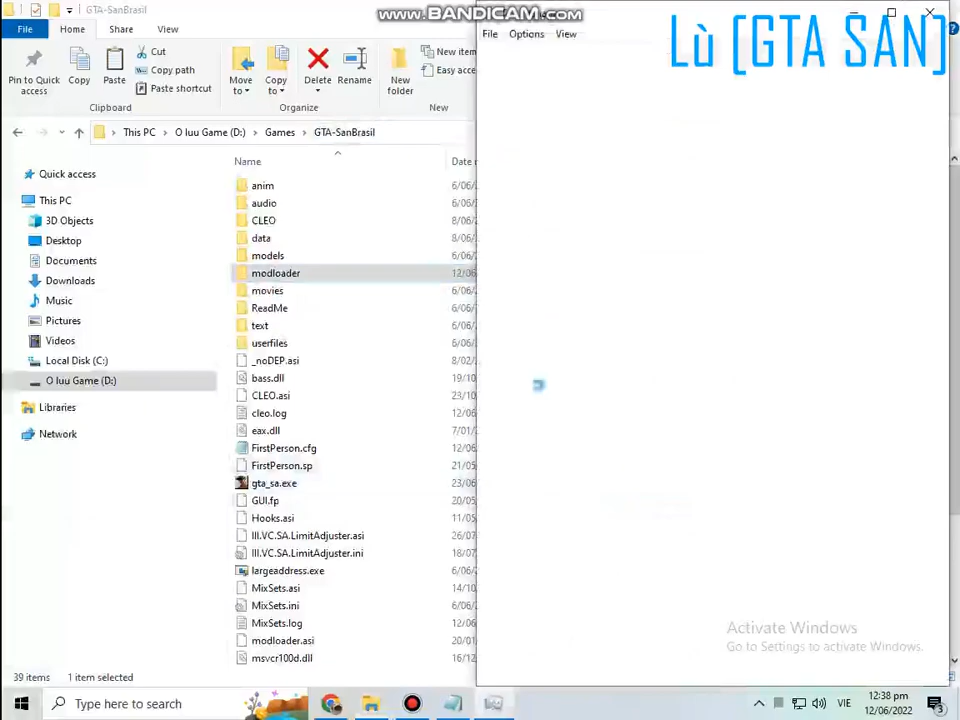 GTA-SanBrasil
www.BANDICAM.com
Lù [GTA SAN]
File
Home
Share
View
File
Options
View
Pin to Quick access
Copy
Paste
Cut
Copy path
Paste shortcut
Move to
Copy to
Delete
Rename
New folder
New item
Easy acce
Clipboard
Organize
New
This PC
O luu Game (D:)
Games
GTA-SanBrasil
Name
Date
Quick access
This PC
3D Objects
Desktop
Documents
Downloads
Music
Pictures
Videos
Local Disk (C:)
O luu Game (D:)
Libraries
Network
anim 6/06/
audio 6/06/
CLEO 8/06/
data 8/06/
models 6/06/
modloader 12/06
movies 6/06/
ReadMe 6/06/
text 6/06/
userfiles 6/06/
_noDEP.asi 8/02/
bass.dll 19/10
CLEO.asi 23/10
cleo.log 12/06
eax.dll 7/01/
FirstPerson.cfg 12/06
FirstPerson.sp 21/05
gta_sa.exe 23/06
GUI.fp 20/05
Hooks.asi 11/05
III.VC.SA.LimitAdjuster.asi 26/07
III.VC.SA.LimitAdjuster.ini 18/07
largeaddress.exe 6/06/
MixSets.asi 14/10
MixSets.ini 6/06/
MixSets.log 12/06
modloader.asi 20/01
msvcr100d.dll 16/12
39 items
1 item selected
Activate Windows
Go to Settings to activate Windows.
Type here to search
VIE
12:38 pm
12/06/2022
3